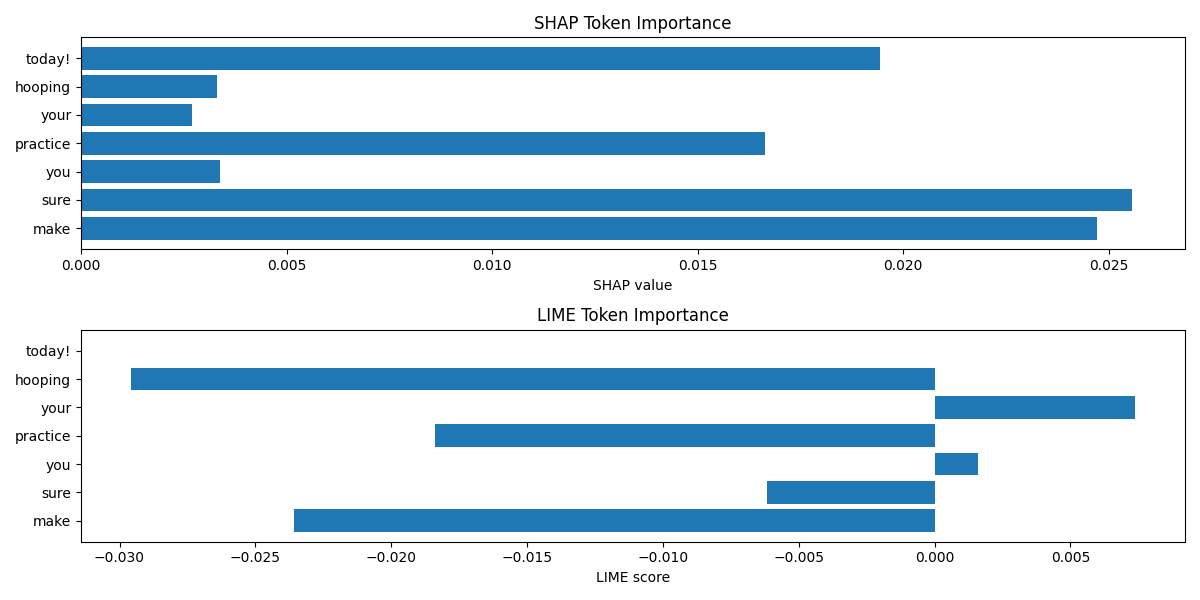 SHAP Token Importance
today!
hooping
your
practice
you
sure
make
0.000 0.005 0.010 0.015 0.020 0.025
SHAP value
LIME Token Importance
today!
hooping
your
practice
you
sure
make
−0.030 −0.025 −0.020 −0.015 −0.010 −0.005 0.000 0.005
LIME score